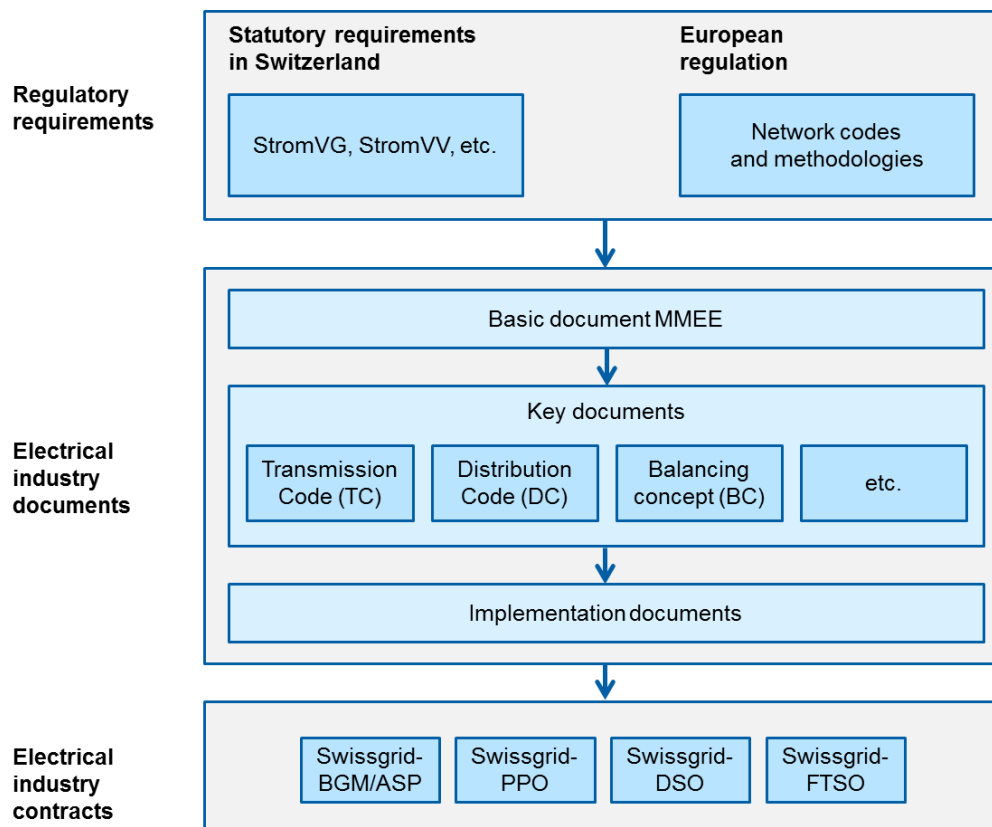 Statutory requirements
in Switzerland
European
regulation
Regulatory
requirements
StromVG, StromVV, etc.
Network codes
and methodologies
Basic document MMEE
Key documents
Electrical
industry
documents
Transmission
Code (TC)
Distribution
Code (DC)
Balancing
concept (BC)
etc.
Implementation documents
Electrical
industry
contracts
Swissgrid-
BGM/ASP
Swissgrid-
PPO
Swissgrid-
DSO
Swissgrid-
FTSO